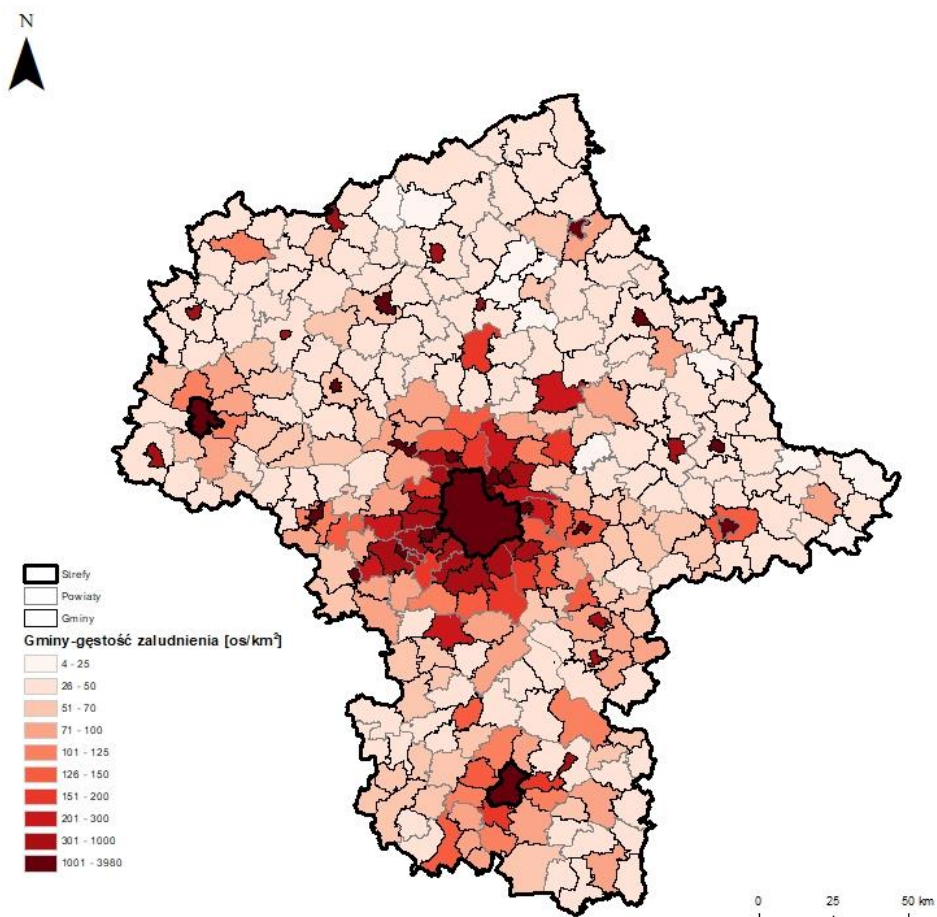 N
Strefy
Powiaty
Gminy
Gminy-gęstość zaludnienia [os/km²]
4 - 25
26 - 50
51 - 70
71 - 100
101 - 125
126 - 150
151 - 200
201 - 300
301 - 1000
1001 - 3980
0 25 50 km